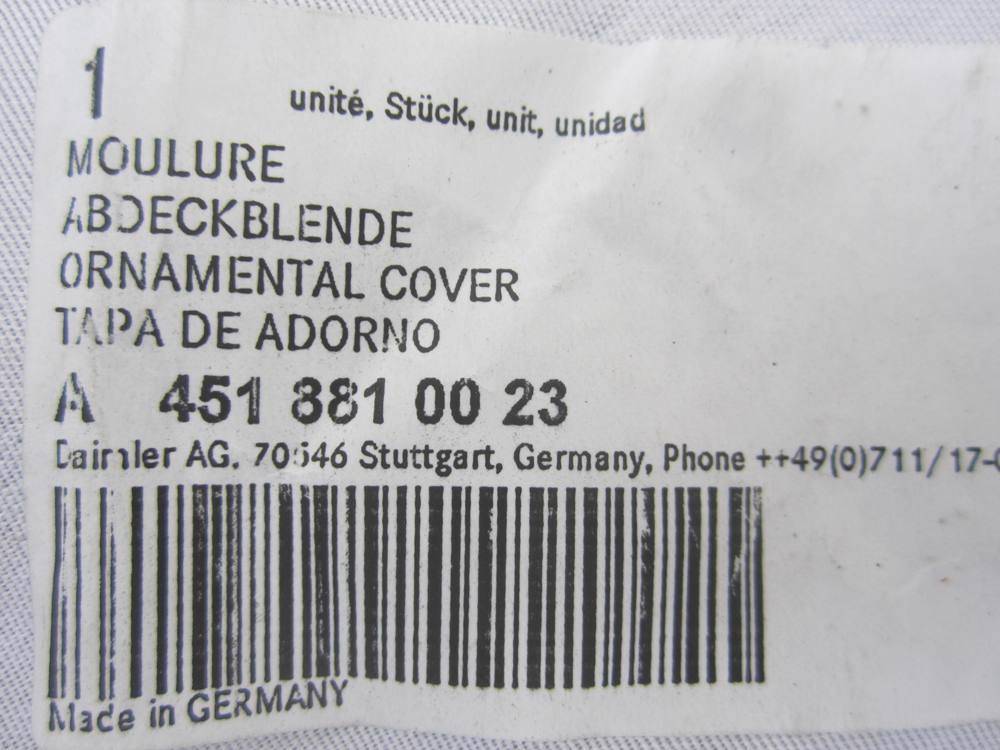 1
unité, Stück, unit, unidad
MOULURE
ABDECKBLENDE
ORNAMENTAL COVER
TAPA DE ADORNO
A 451 881 00 23
Daimler AG. 70546 Stuttgart, Germany, Phone ++49(0)711/17-0
Made in GERMANY